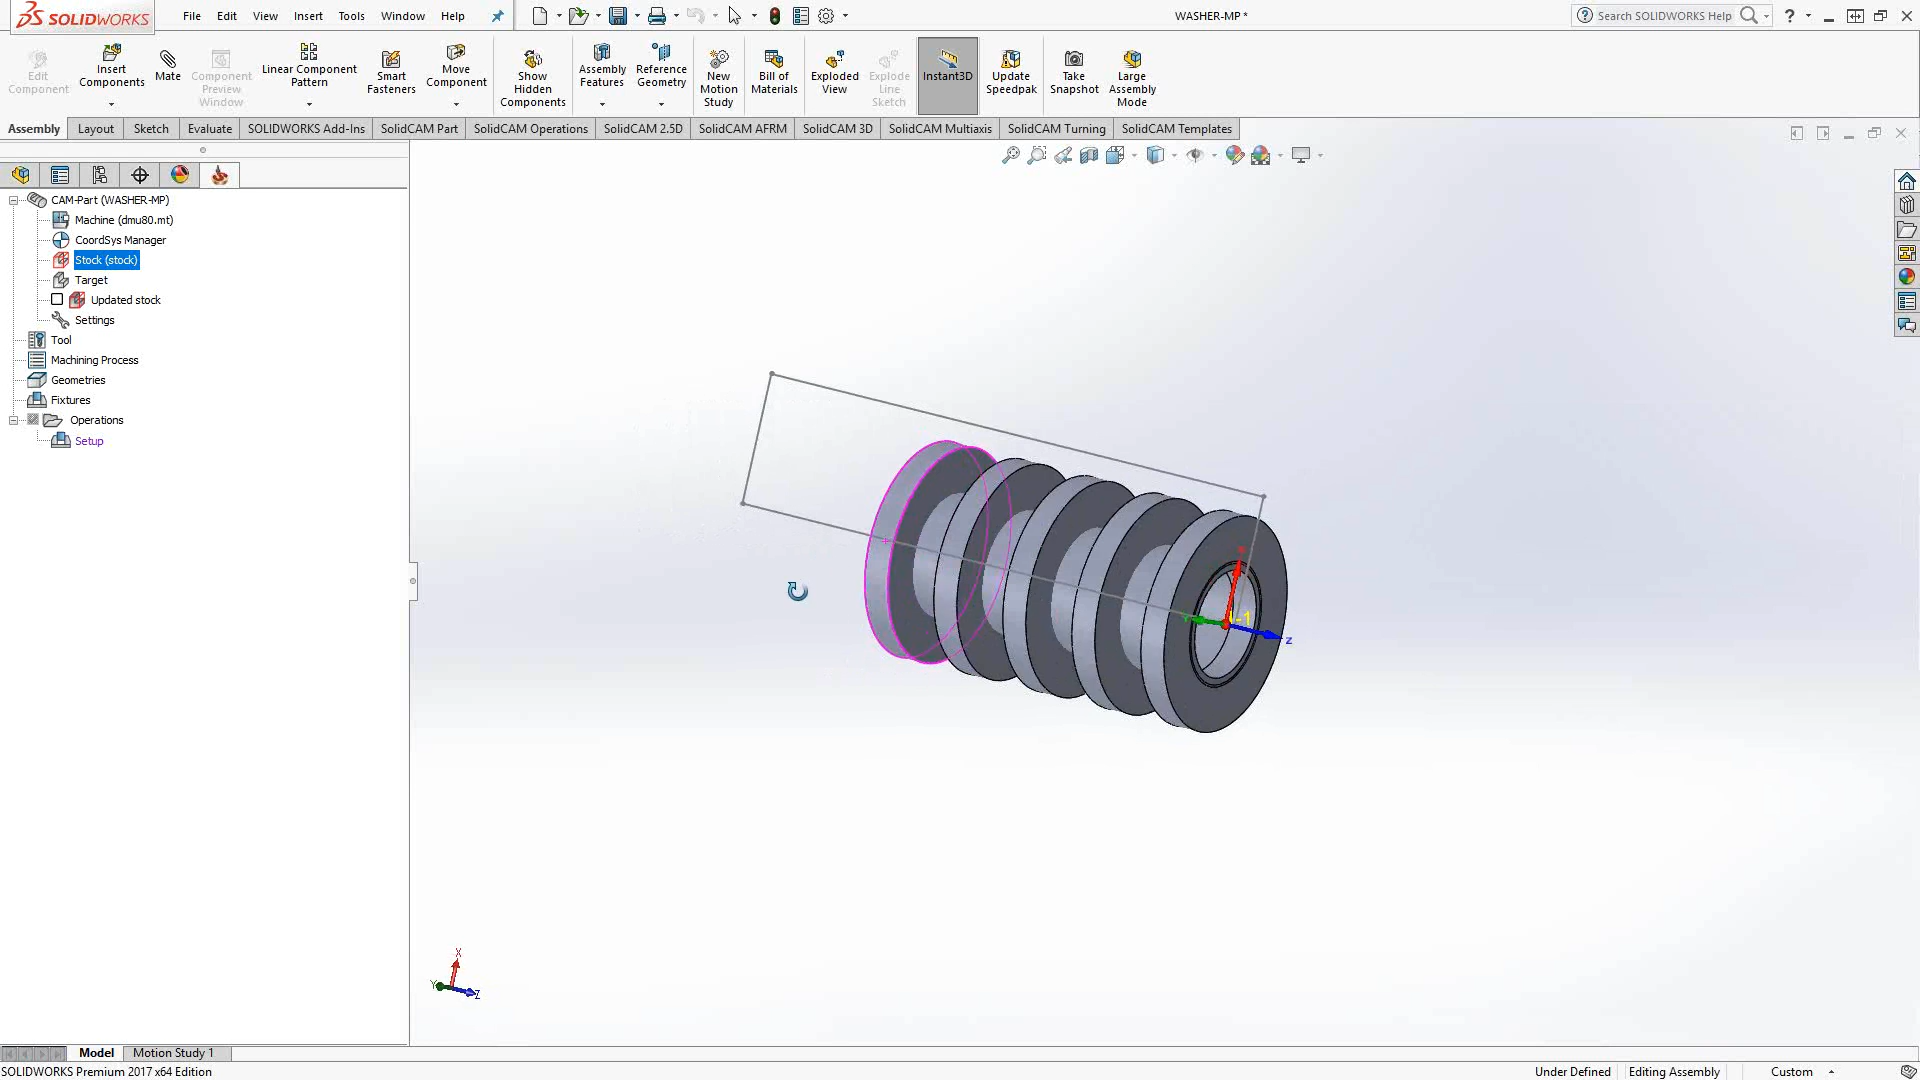 SOLIDWORKS
File Edit View Insert Tools Window Help
WASHER-MP *
Search SOLIDWORKS Help
?
Edit Component
Insert Components
Mate
Component Preview Window
Linear Component Pattern
Smart Fasteners
Move Component
Show Hidden Components
Assembly Features
Reference Geometry
New Motion Study
Bill of Materials
Exploded View
Explode Line Sketch
Instant3D
Update Speedpak
Take Snapshot
Large Assembly Mode
Assembly Layout Sketch Evaluate SOLIDWORKS Add-Ins SolidCAM Part SolidCAM Operations SolidCAM 2.5D SolidCAM AFRM SolidCAM 3D SolidCAM Multiaxis SolidCAM Turning SolidCAM Templates
CAM-Part (WASHER-MP)
Machine (dmu80.mt)
CoordSys Manager
Stock (stock)
Target
Updated stock
Settings
Tool
Machining Process
Geometries
Fixtures
Operations
Setup
Z
X
Y
Z
Model Motion Study 1
SOLIDWORKS Premium 2017 x64 Edition
Under Defined Editing Assembly Custom